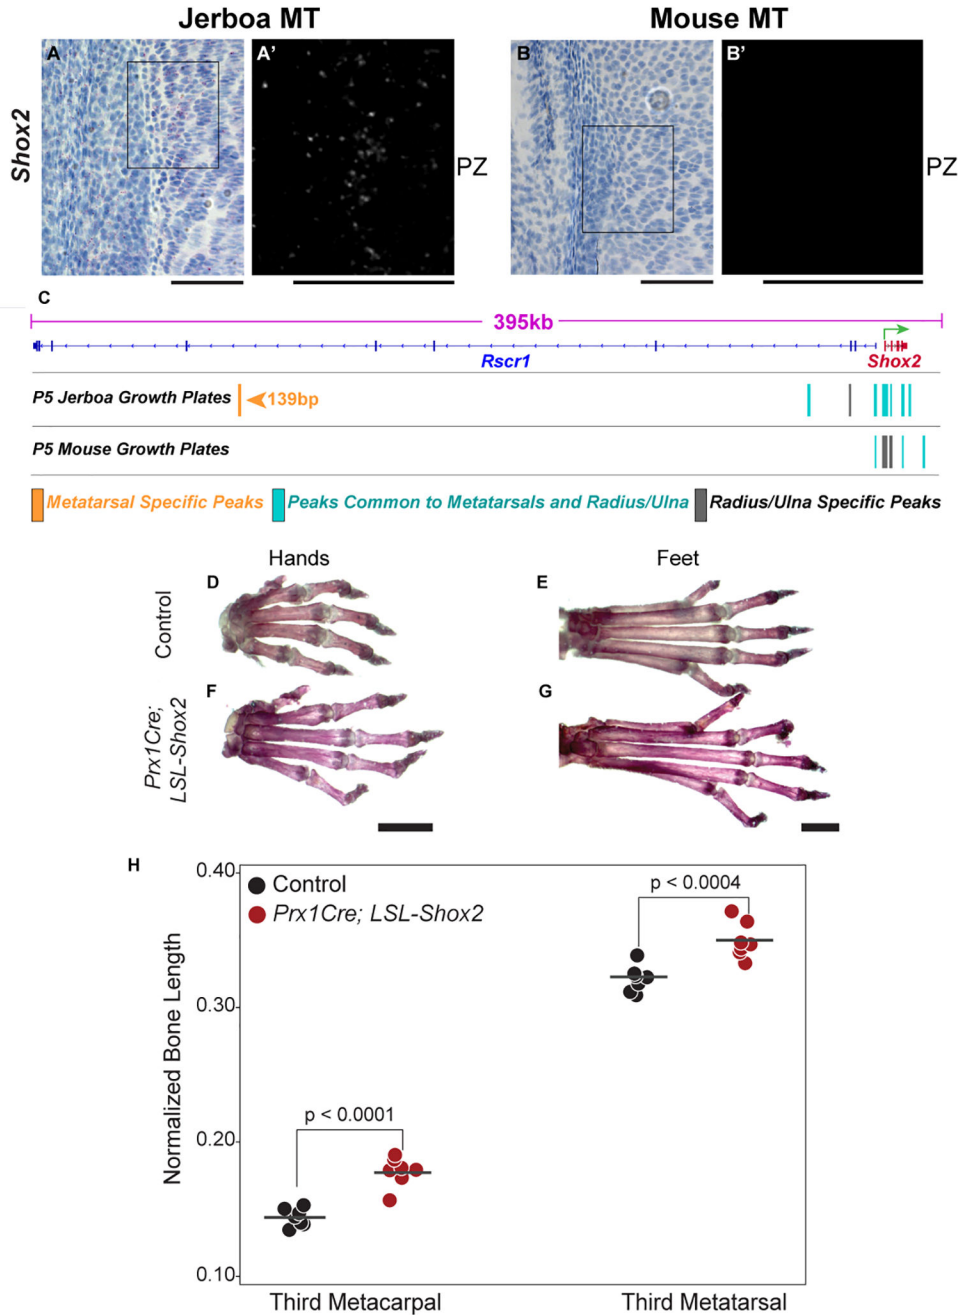 Jerboa MT
Mouse MT
Shox2
A
A'
PZ
B
B'
PZ
C
395kb
Rscr1
Shox2
P5 Jerboa Growth Plates
139bp
P5 Mouse Growth Plates
Metatarsal Specific Peaks
Peaks Common to Metatarsals and Radius/Ulna
Radius/Ulna Specific Peaks
Hands
Feet
Control
D
E
Prx1Cre;
LSL-Shox2
F
G
H
Normalized Bone Length
0.40
0.30
0.20
0.10
Control
Prx1Cre; LSL-Shox2
p < 0.0004
p < 0.0001
Third Metacarpal
Third Metatarsal